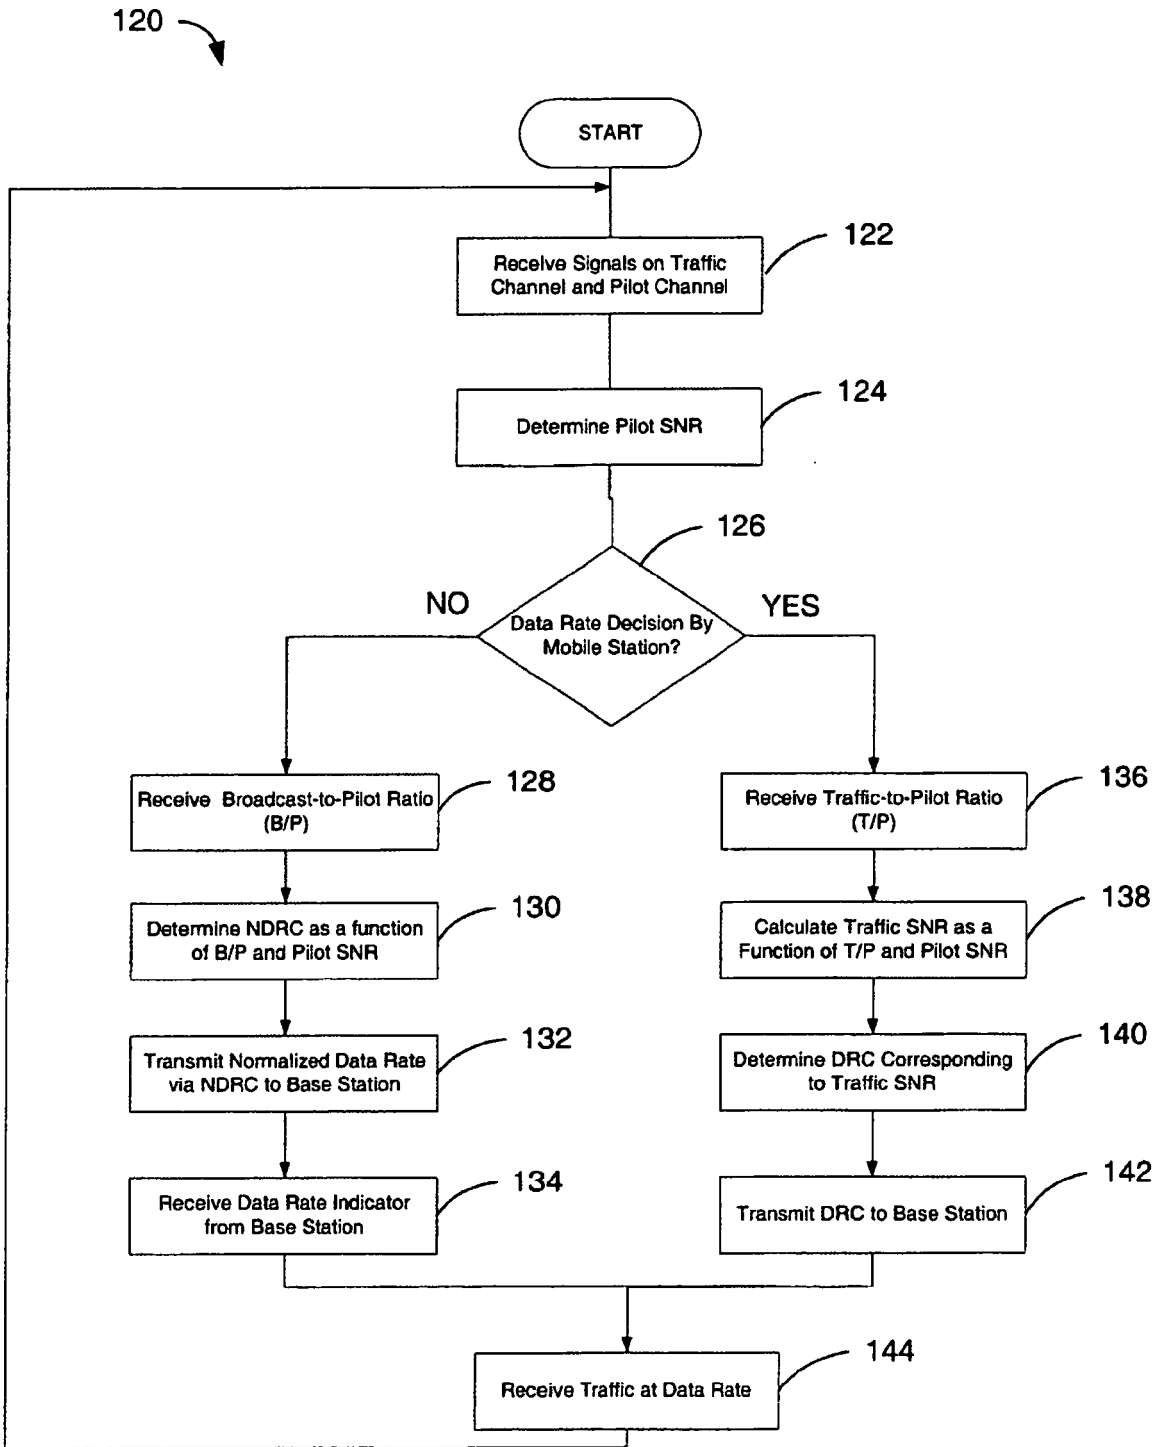 120
START
122
Receive Signals on Traffic
Channel and Pilot Channel
124
Determine Pilot SNR
126
NO
YES
Data Rate Decision By
Mobile Station?
128
Receive Broadcast-to-Pilot Ratio
(B/P)
136
Receive Traffic-to-Pilot Ratio
(T/P)
130
Determine NDRC as a function
of B/P and Pilot SNR
138
Calculate Traffic SNR as a
Function of T/P and Pilot SNR
132
Transmit Normalized Data Rate
via NDRC to Base Station
140
Determine DRC Corresponding
to Traffic SNR
134
Receive Data Rate Indicator
from Base Station
142
Transmit DRC to Base Station
144
Receive Traffic at Data Rate